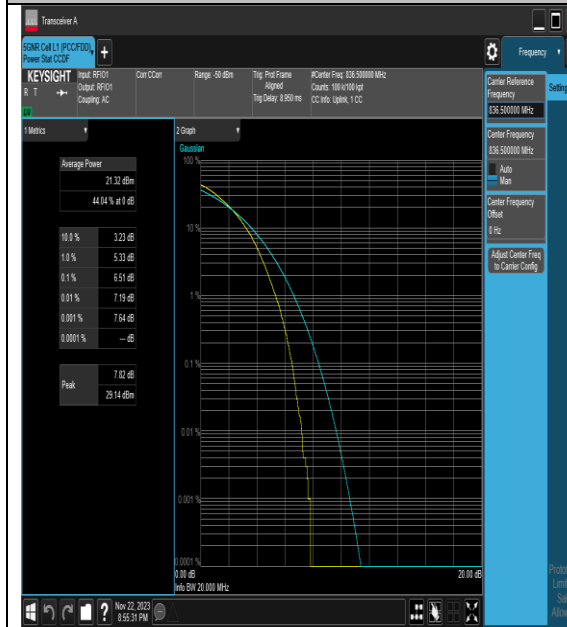 Transceiver A
5GNR Cell L1 (PCC/FDD),
Power Stat CCDF
+
Frequency
KEYSIGHT
R T
Input: RFIO1
Output: RFIO1
Coupling: AC
Corr CCorr
Range: -50 dBm
Trig: Prot Frame
Aligned
Trig Delay: 8.950 ms
#Center Freq: 836.500000 MHz
Counts: 100 k/100 kpt
CC Info: Uplink, 1 CC
Carrier Reference
Frequency
836.500000 MHz
Center Frequency
836.500000 MHz
Auto
Man
Center Frequency
Offset
0 Hz
Adjust Center Freq
to Carrier Config
1 Metrics
Average Power
21.32 dBm
44.04 % at 0 dB
10.0 % 3.23 dB
1.0 % 5.33 dB
0.1 % 6.51 dB
0.01 % 7.19 dB
0.001 % 7.64 dB
0.0001 % --- dB
Peak 7.82 dB
29.14 dBm
2 Graph
Gaussian
100 %
10 %
1 %
0.1 %
0.01 %
0.001 %
0.0001 %
0.00 dB
20.00 dB
Info BW 20.000 MHz
?
Nov 22, 2023
8:55:31 PM